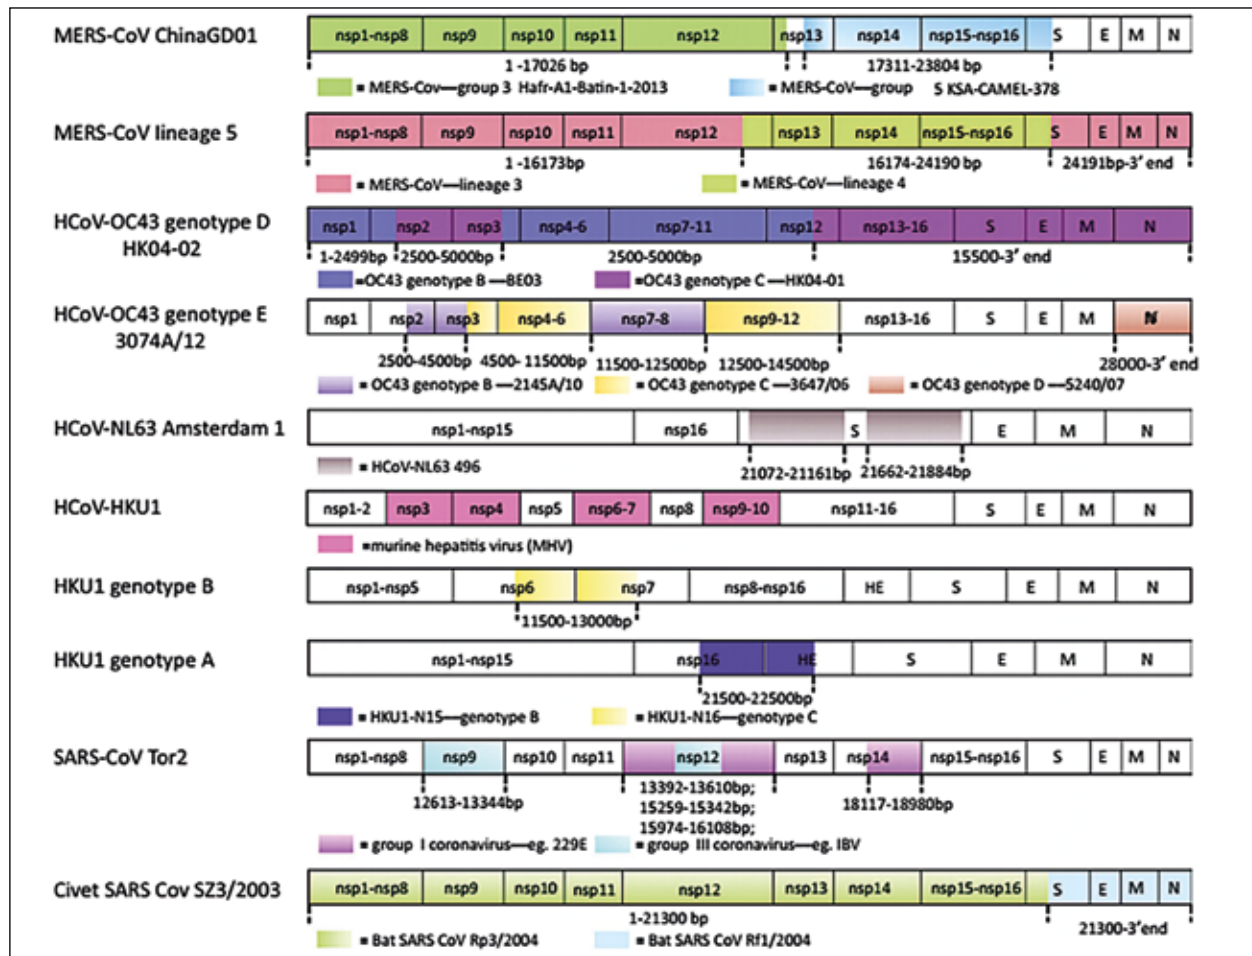 MERS-CoV ChinaGD01
nsp1-nsp8 nsp9 nsp10 nsp11 nsp12 nsp13 nsp14 nsp15-nsp16 S E M N
1 -17026 bp 17311-23804 bp
= MERS-Cov—group 3 Hafr-A1-Batin-1-2013 = MERS-CoV—group 5 KSA-CAMEL-378
MERS-CoV lineage 5
nsp1-nsp8 nsp9 nsp10 nsp11 nsp12 nsp13 nsp14 nsp15-nsp16 S E M N
1 -16173bp 16174-24190 bp 24191bp-3' end
= MERS-CoV—lineage 3 = MERS-CoV—lineage 4
HCoV-OC43 genotype D
HK04-02
nsp1 nsp2 nsp3 nsp4-6 nsp7-11 nsp12 nsp13-16 S E M N
1-2499bp 2500-5000bp 2500-5000bp 15500-3' end
=OC43 genotype B —BE03 =OC43 genotype C—HK04-01
HCoV-OC43 genotype E
3074A/12
nsp1 nsp2 nsp3 nsp4-6 nsp7-8 nsp9-12 nsp13-16 S E M N
2500-4500bp 4500- 11500bp 11500-12500bp 12500-14500bp 28000-3' end
= OC43 genotype B —2145A/10 = OC43 genotype C—3647/06 = OC43 genotype D—5240/07
HCoV-NL63 Amsterdam 1
nsp1-nsp15 nsp16 S E M N
21072-21161bp 21662-21884bp
= HCoV-NL63 496
HCoV-HKU1
nsp1-2 nsp3 nsp4 nsp5 nsp6-7 nsp8 nsp9-10 nsp11-16 S E M N
=murine hepatitis virus (MHV)
HKU1 genotype B
nsp1-nsp5 nsp6 nsp7 nsp8-nsp16 HE S E M N
11500-13000bp
HKU1 genotype A
nsp1-nsp15 nsp16 HE S E M N
21500-22500bp
= HKU1-N15—genotype B = HKU1-N16—genotype C
SARS-CoV Tor2
nsp1-nsp8 nsp9 nsp10 nsp11 nsp12 nsp13 nsp14 nsp15-nsp16 S E M N
12613-13344bp 13392-13610bp; 18117-18980bp
15259-15342bp;
15974-16108bp;
= group I coronavirus—eg. 229E = group III coronavirus—eg. IBV
Civet SARS Cov SZ3/2003
nsp1-nsp8 nsp9 nsp10 nsp11 nsp12 nsp13 nsp14 nsp15-nsp16 S E M N
1-21300 bp 21300-3'end
= Bat SARS CoV Rp3/2004 = Bat SARS CoV Rf1/2004